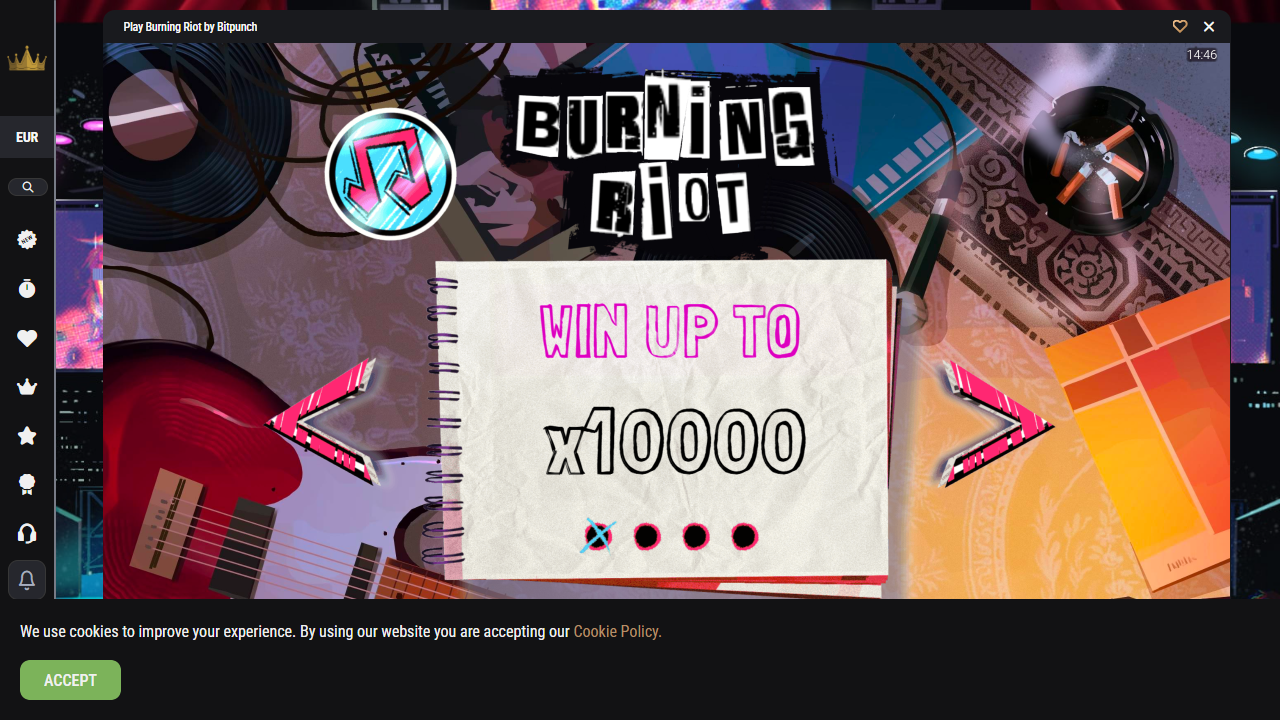 Play Burning Riot by Bitpunch
14:46
BURNING
RIOT
EUR
NEW
WIN UP TO
x10000
We use cookies to improve your experience. By using our website you are accepting our Cookie Policy.
ACCEPT